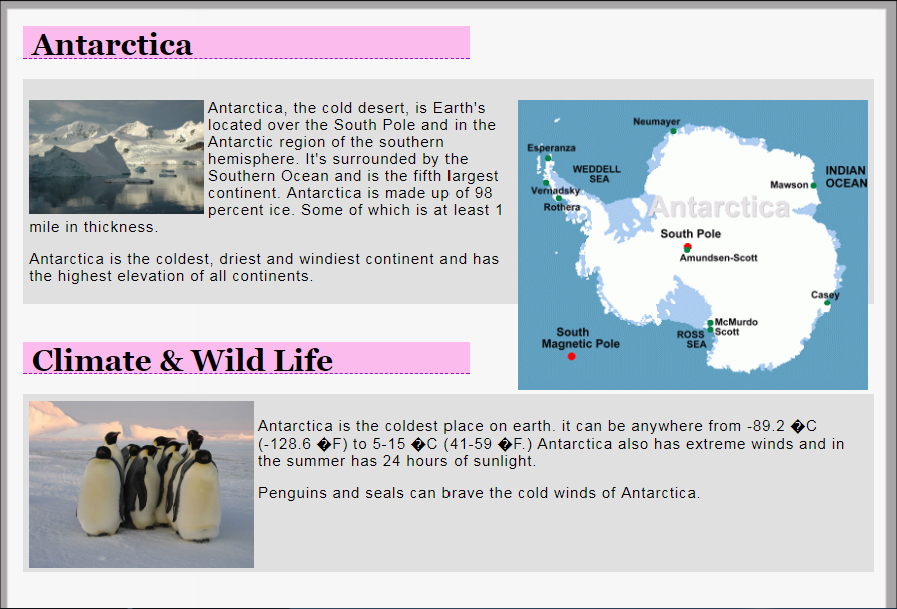 Antarctica
Antarctica, the cold desert, is Earth's
located over the South Pole and in the
Antarctic region of the southern
hemisphere. It's surrounded by the
Southern Ocean and is the fifth largest
continent. Antarctica is made up of 98
percent ice. Some of which is at least 1
mile in thickness.
Antarctica is the coldest, driest and windiest continent and has
the highest elevation of all continents.
Neumayer
Esperanza
WEDDELL
SEA
INDIAN
OCEAN
Mawson
Vernadsky
Rothera
Antarctica
South Pole
Amundsen-Scott
Casey
McMurdo
Scott
ROSS
SEA
South
Magnetic Pole
Climate & Wild Life
Antarctica is the coldest place on earth. it can be anywhere from -89.2 �C
(-128.6 �F) to 5-15 �C (41-59 �F.) Antarctica also has extreme winds and in
the summer has 24 hours of sunlight.
Penguins and seals can brave the cold winds of Antarctica.